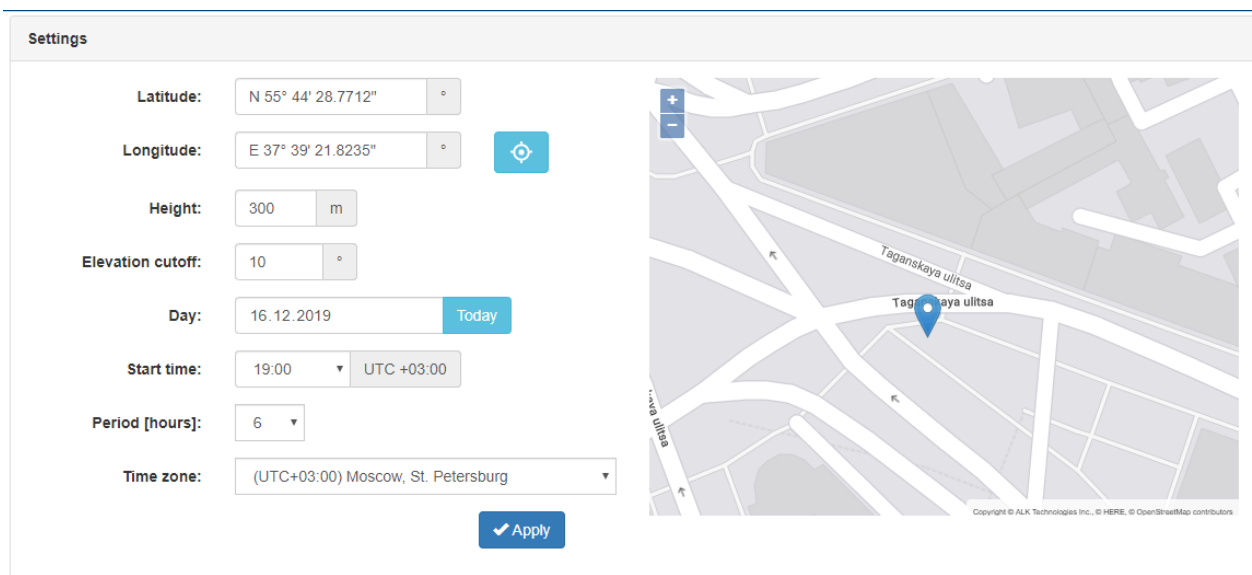 Settings
Latitude: N 55° 44' 28.7712" °
Longitude: E 37° 39' 21.8235" °
Height: 300 m
Elevation cutoff: 10 °
Day: 16.12.2019 Today
Start time: 19:00 UTC +03:00
Period [hours]: 6
Time zone: (UTC+03:00) Moscow, St. Petersburg
Apply
+
−
Taganskaya ulitsa
ulitsa
Copyright © ALK Technologies Inc., © HERE, © OpenStreetMap contributors